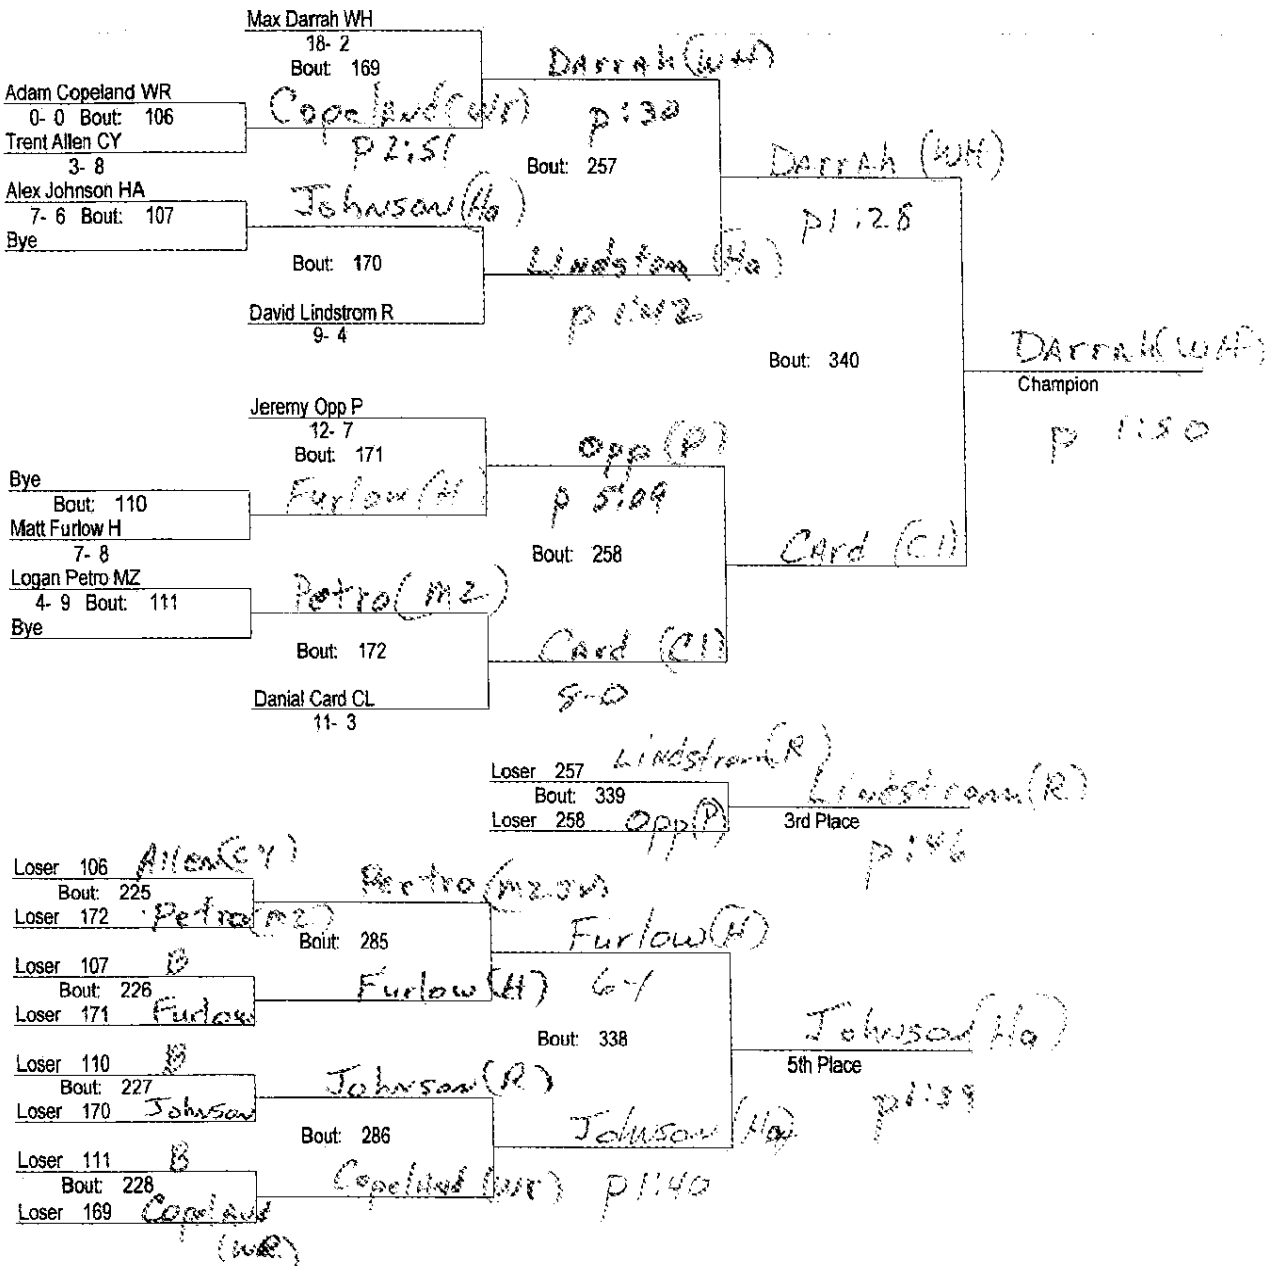 Max Darrah WH
18- 2
Bout: 169
Darrah (WH)
Adam Copeland WR
0- 0 Bout: 106
Copeland (WR)
p :30
Trent Allen CY
p 2:51
3- 8
Bout: 257
Darrah (WH)
Alex Johnson HA
7- 6 Bout: 107
Johnson (Ha)
p 1:28
Bye
Bout: 170
Lindstom (Ha)
David Lindstrom R
p 1:42
9- 4
Bout: 340
Darrah (WH)
Champion
Jeremy Opp P
12- 7
p 1:50
Bout: 171
Opp (P)
Bye
Furlow (H)
p 5:09
Bout: 110
Matt Furlow H
7- 8
Bout: 258
Card (Cl)
Logan Petro MZ
4- 9 Bout: 111
Petro (MZ)
Bye
Bout: 172
Card (Cl)
Danial Card CL
11- 3
Lindstrom (R)
Loser 257
Bout: 339
Lindstrom (R)
Loser 258 Opp (P)
3rd Place
p :46
Loser 106 Allen (CY)
Bout: 225
Loser 172 Petro (MZ)
Bout: 285
Furlow (H)
Loser 107 B
Bout: 226
Furlow (H)
6-1
Loser 171 Furlow
Bout: 338
Johnson (Ha)
5th Place
Loser 110 B
Bout: 227
Johnson (R)
Loser 170 Johnson
Bout: 286
Johnson (Ha)
Loser 111 B
Bout: 228
Copeland (WR)
p 1:40
Loser 169 Copeland
(WR)